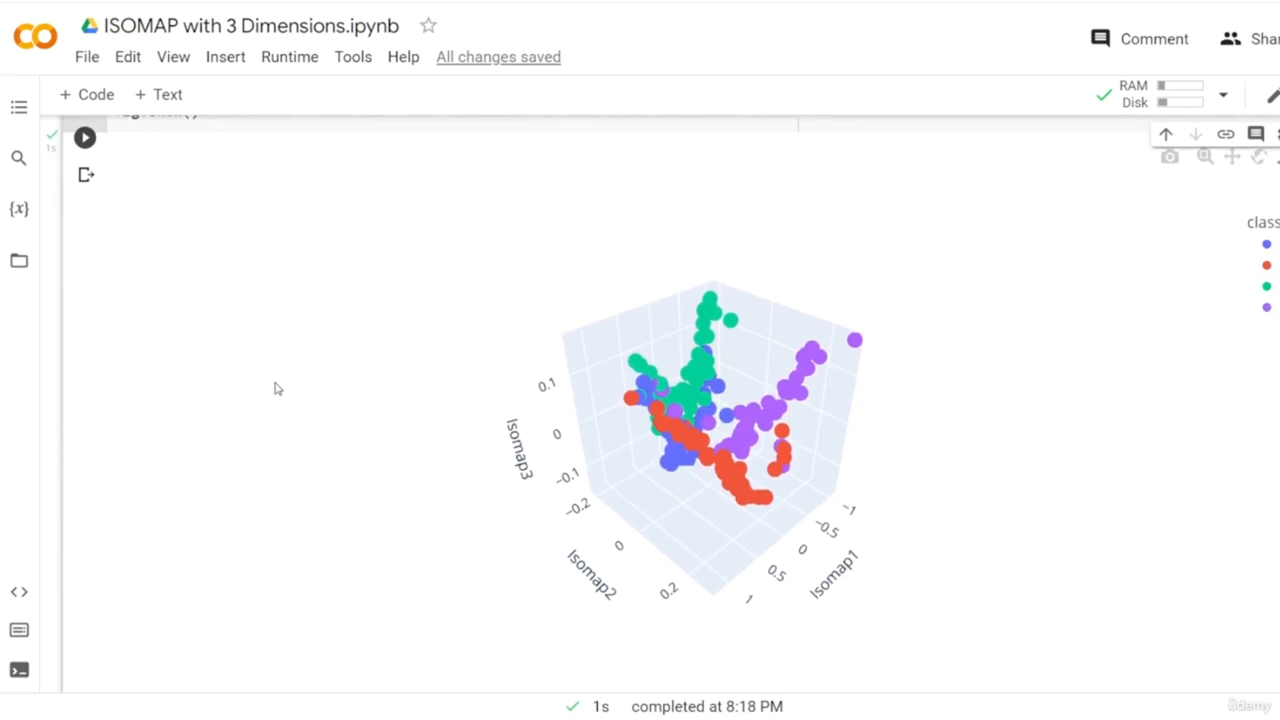 ISOMAP with 3 Dimensions.ipynb
File Edit View Insert Runtime Tools Help All changes saved
Comment
Shar
+ Code + Text
RAM
Disk
1s
{x}
class
0.1
0
−0.1
−0.2
0
0.2
−1
−0.5
0
0.5
1
Isomap3
Isomap2
Isomap1
1s completed at 8:18 PM
ûdemy